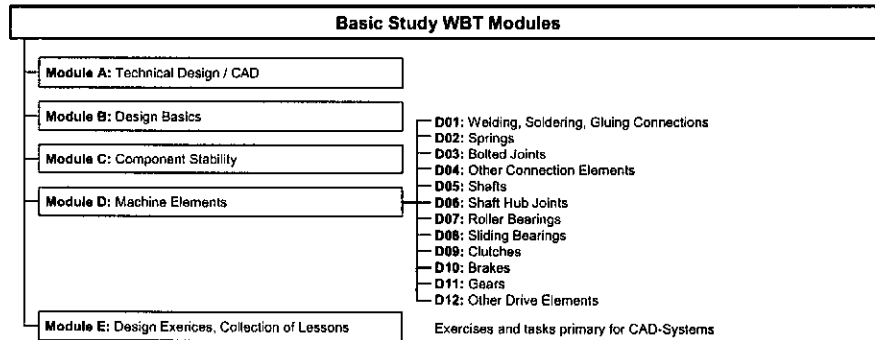 Basic Study WBT Modules
Module A: Technical Design / CAD
Module B: Design Basics
Module C: Component Stability
Module D: Machine Elements
D01: Welding, Soldering, Gluing Connections
D02: Springs
D03: Bolted Joints
D04: Other Connection Elements
D05: Shafts
D06: Shaft Hub Joints
D07: Roller Bearings
D08: Sliding Bearings
D09: Clutches
D10: Brakes
D11: Gears
D12: Other Drive Elements
Module E: Design Exerices, Collection of Lessons
Exercises and tasks primary for CAD-Systems